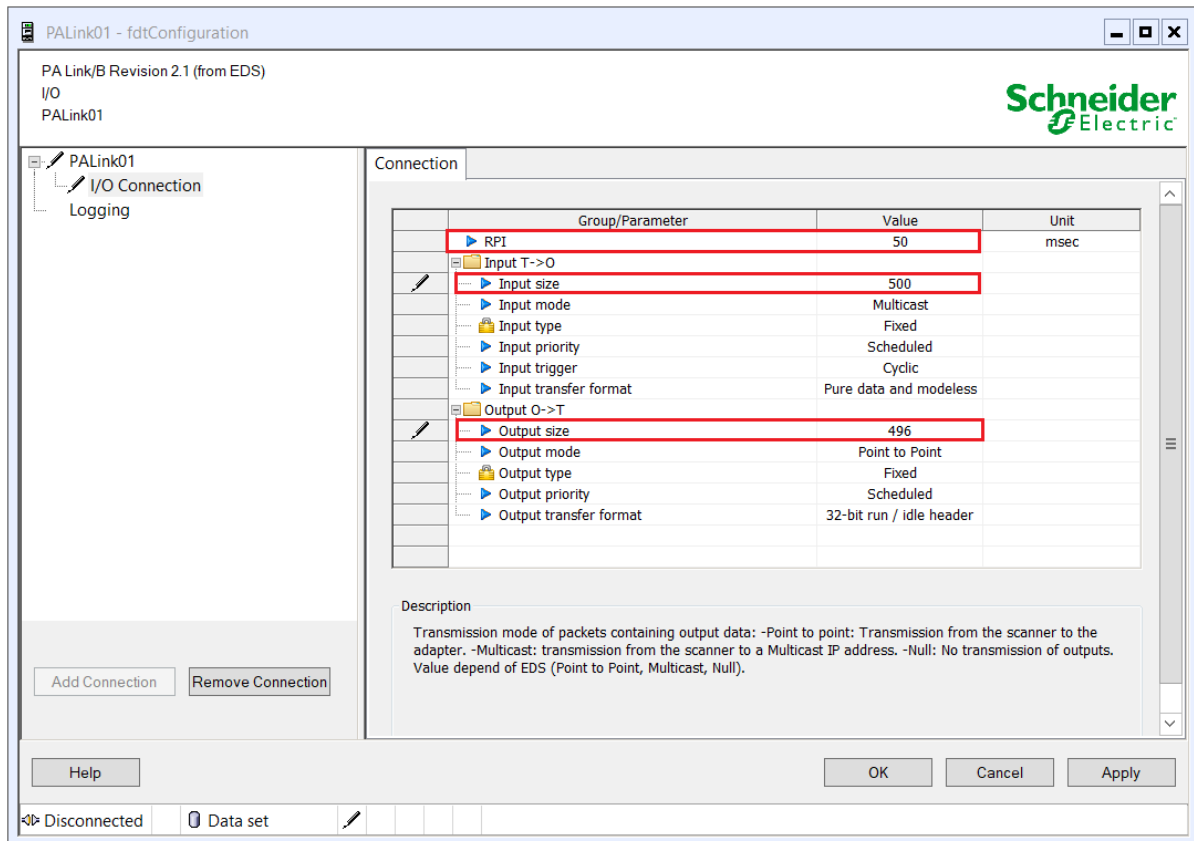 PALink01 - fdtConfiguration
PA Link/B Revision 2.1 (from EDS)
I/O
PALink01
Schneider
Electric
PALink01
I/O Connection
Logging
Connection
Group/Parameter Value Unit
RPI 50 msec
Input T->O
Input size 500
Input mode Multicast
Input type Fixed
Input priority Scheduled
Input trigger Cyclic
Input transfer format Pure data and modeless
Output O->T
Output size 496
Output mode Point to Point
Output type Fixed
Output priority Scheduled
Output transfer format 32-bit run / idle header
Description
Transmission mode of packets containing output data: -Point to point: Transmission from the scanner to the
adapter. -Multicast: transmission from the scanner to a Multicast IP address. -Null: No transmission of outputs.
Value depend of EDS (Point to Point, Multicast, Null).
Add Connection Remove Connection
Help OK Cancel Apply
Disconnected Data set